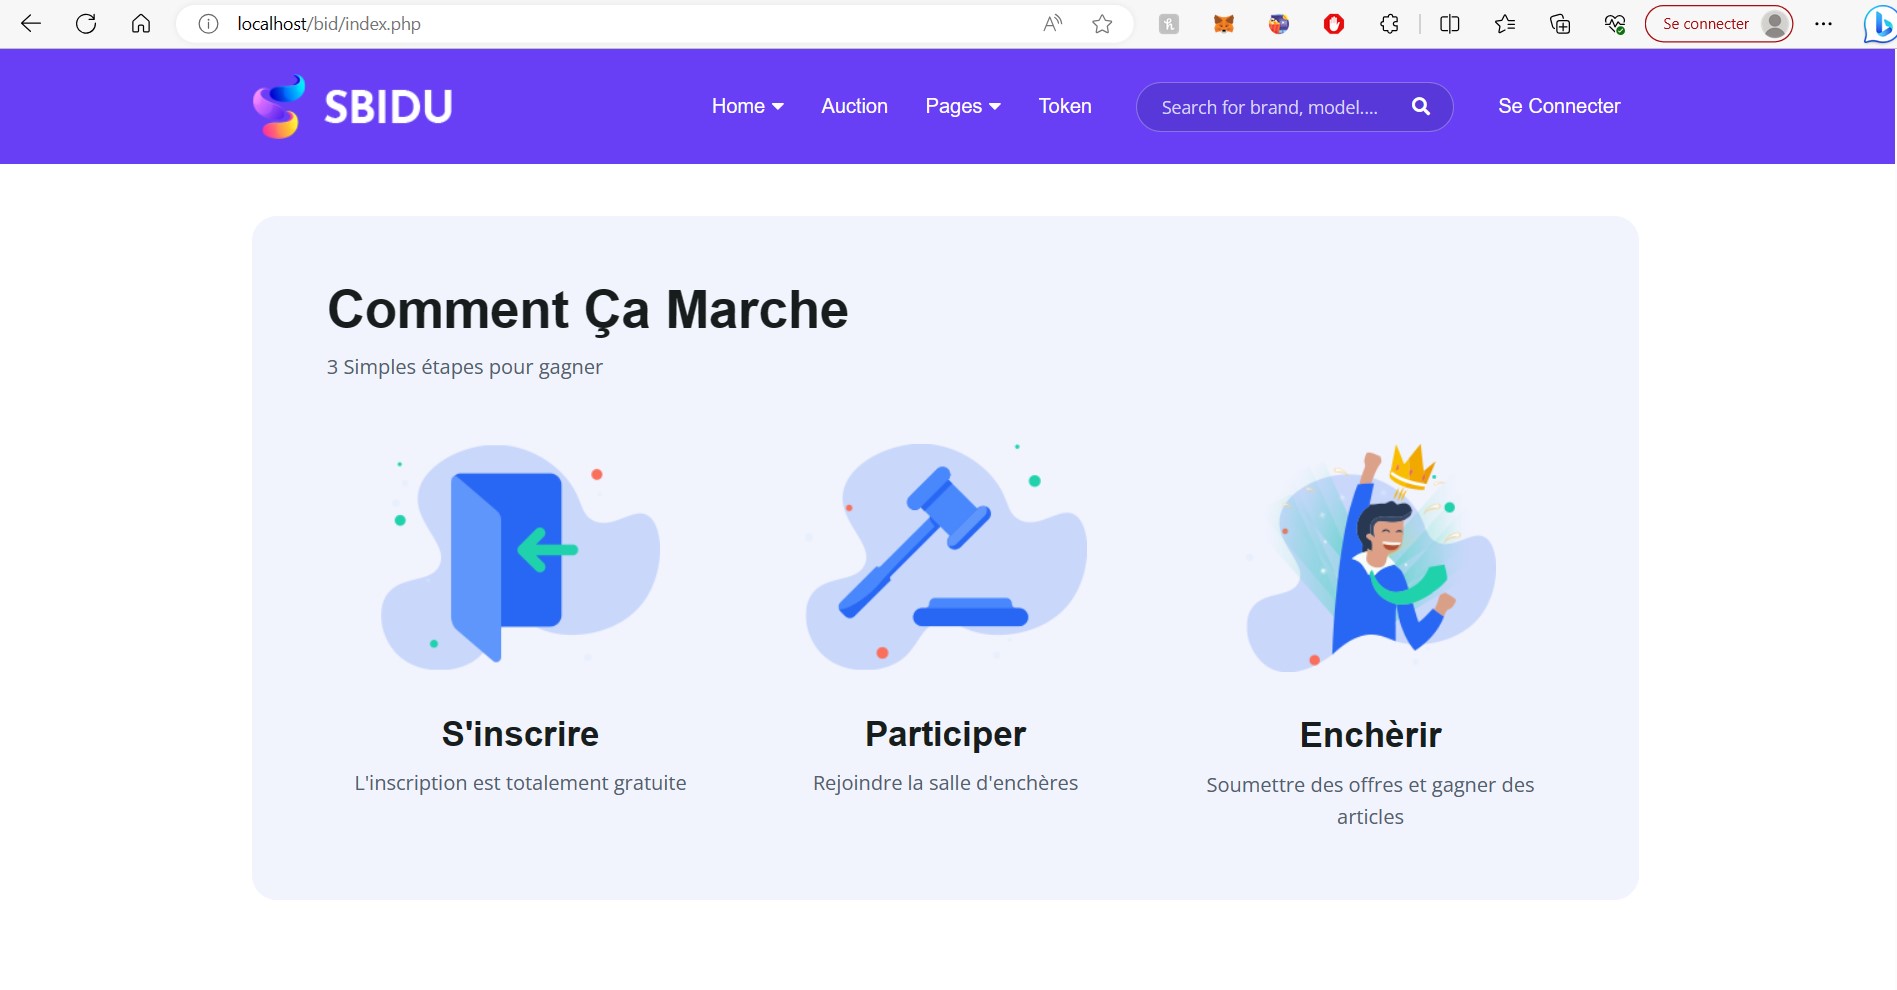 localhost/bid/index.php
Se connecter
SBIDU
Home
Auction
Pages
Token
Search for brand, model....
Se Connecter
Comment Ça Marche
3 Simples étapes pour gagner
S'inscrire
L'inscription est totalement gratuite
Participer
Rejoindre la salle d'enchères
Enchèrir
Soumettre des offres et gagner des
articles